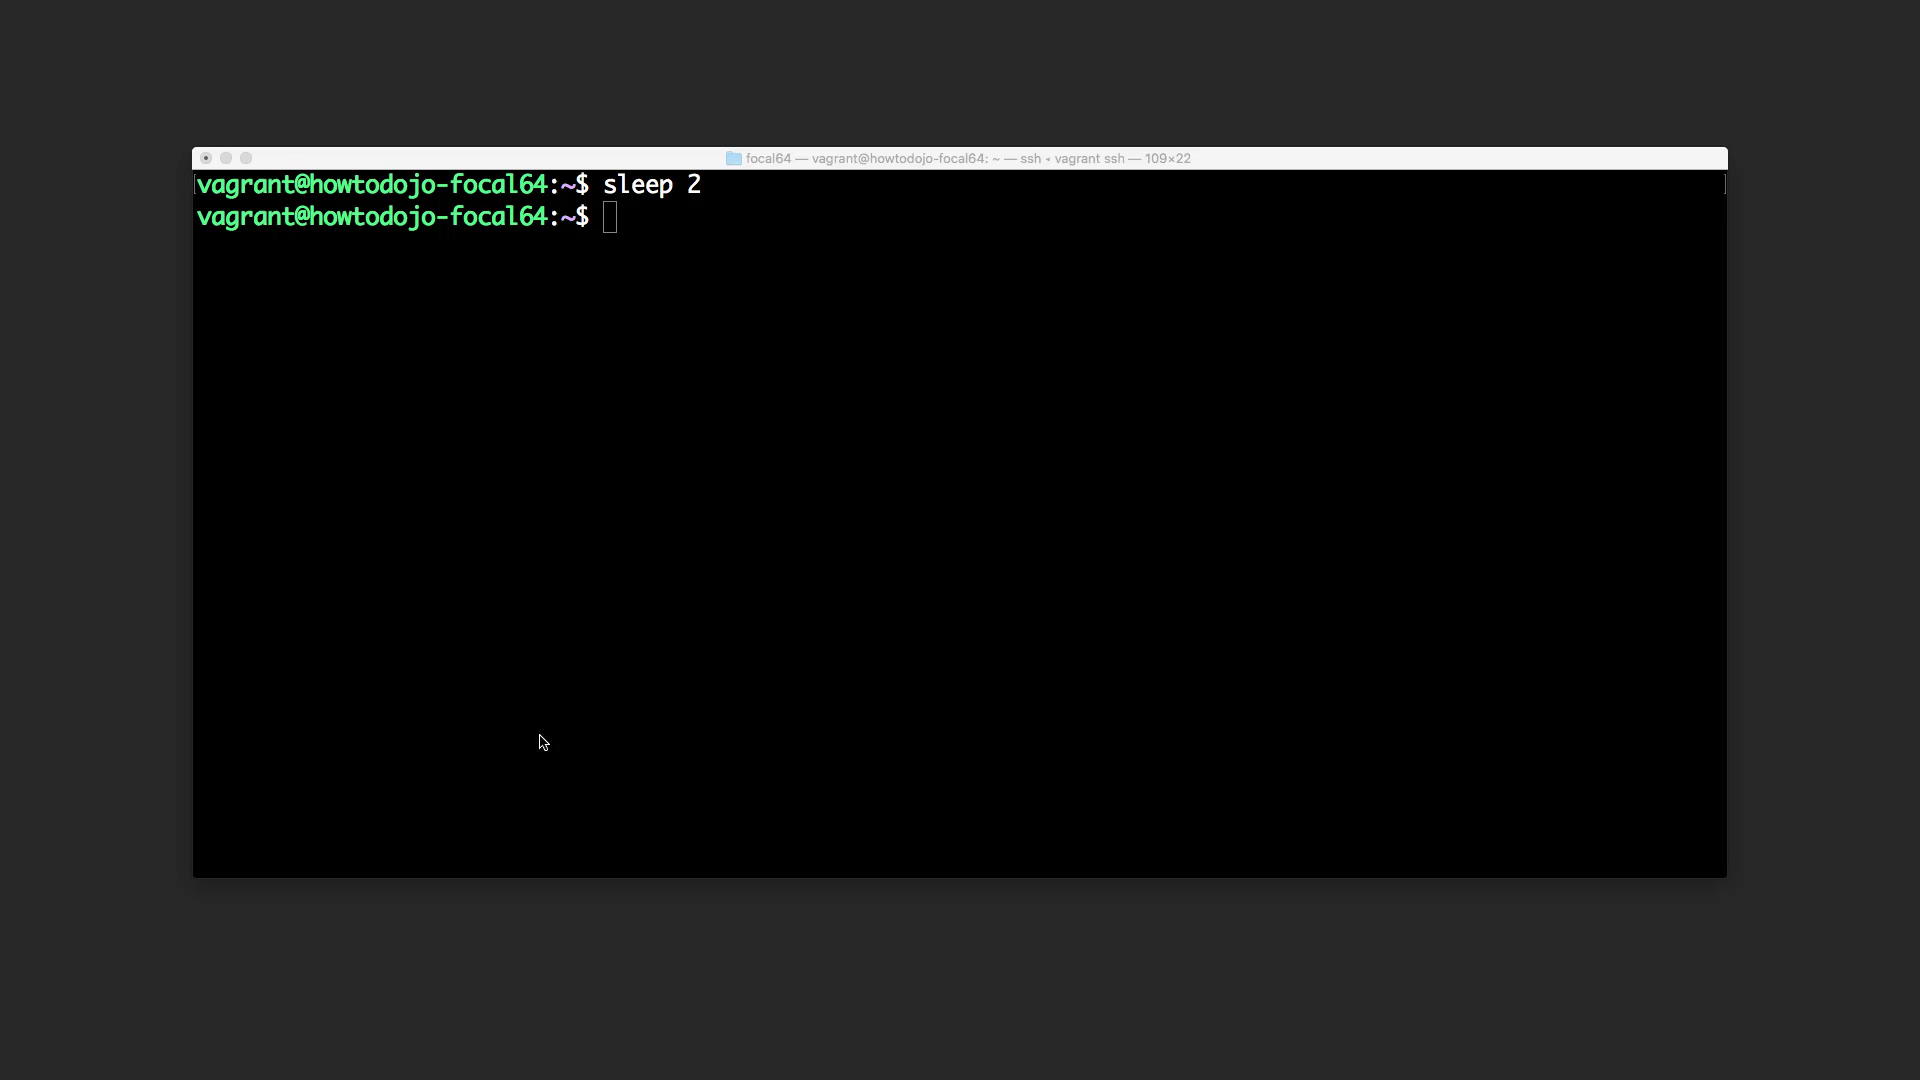 focal64 — vagrant@howtodojo-focal64: ~ — ssh ◂ vagrant ssh — 109×22
vagrant@howtodojo-focal64:~$ sleep 2
vagrant@howtodojo-focal64:~$